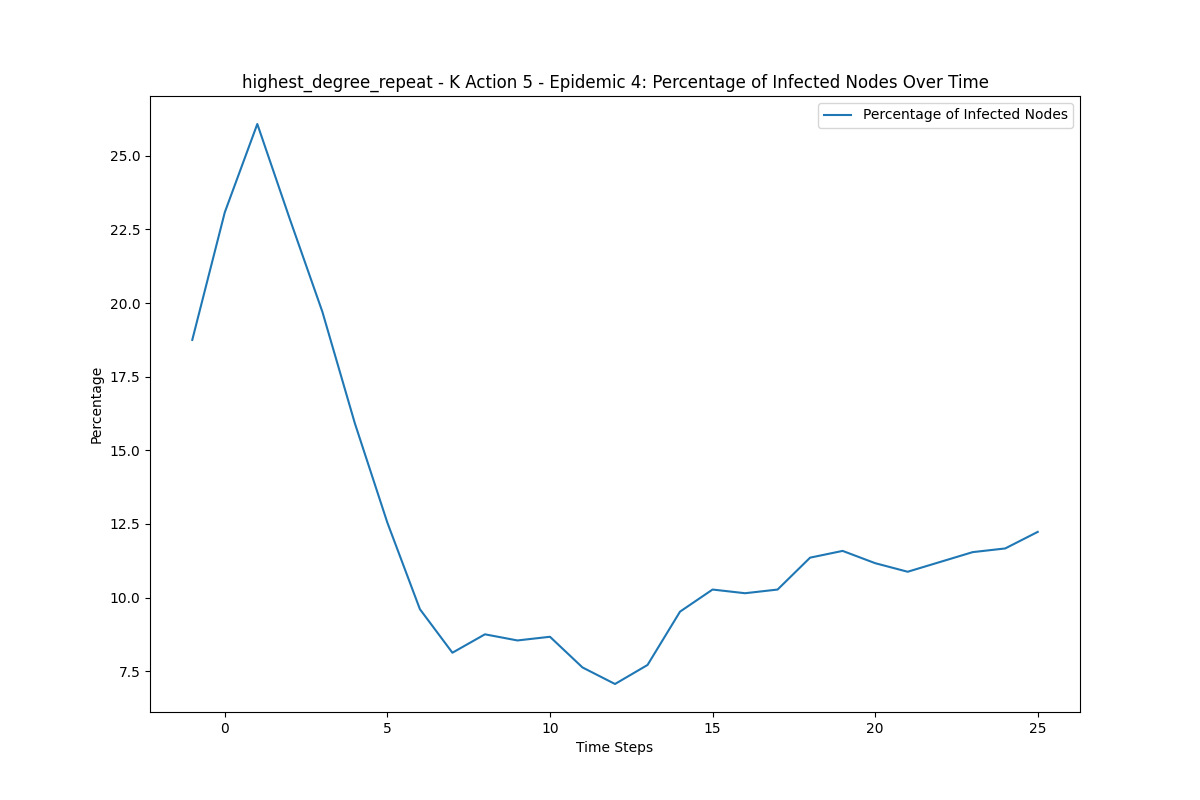 highest_degree_repeat - K Action 5 - Epidemic 4: Percentage of Infected Nodes Over Time
Percentage of Infected Nodes
25.0
22.5
20.0
17.5
15.0
12.5
10.0
7.5
Percentage
0 5 10 15 20 25
Time Steps